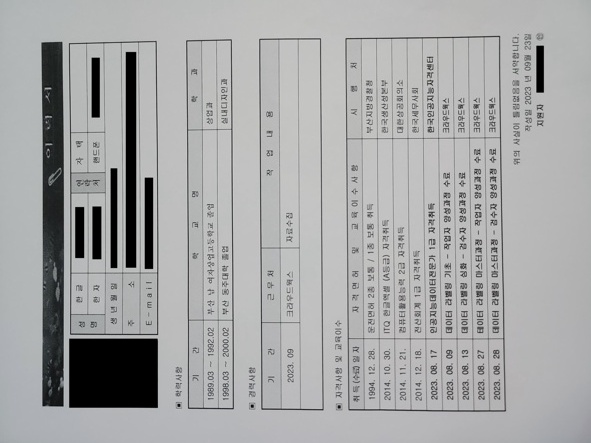 이 력 서
성 명
한 글
한 자
연락처
자 택
핸드폰
생 년 월 일
주 소
E - mail
▣ 학력사항
기 간 학 교 명 학 과
1989.03 ~ 1992.02 부산 남 여자상업고등학교 졸업 상업과
1998.03 ~ 2000.02 부산 동주대학 졸업 실내디자인과
▣ 경력사항
기 간 근 무 처 작 업 내 용
2023. 09 크라우드웍스 자료수집
▣ 자격사항 및 교육이수
취 득 (수료) 일 자 자 격 면 허 및 교 육 이 수 사 항 시 행 처
1994. 12. 28. 운전면허 2종 보통 / 1종 보통 취득 부산지방경찰청
2014. 10. 30. ITQ 한글엑셀 (A등급) 자격취득 한국생산성본부
2014. 11. 21. 컴퓨터활용능력 2급 자격취득 대한상공회의소
2014. 12. 18. 전산회계 1급 자격취득 한국세무사회
2023. 08. 17 인공지능데이터전문가 1급 자격취득 한국인공지능자격센터
2023. 08. 09 데이터 라벨링 기초 - 작업자 양성과정 수료 크라우드웍스
2023. 08. 13 데이터 라벨링 심화 - 검수자 양성과정 수료 크라우드웍스
2023. 08. 27 데이터 라벨링 마스터과정 - 작업자 양성과정 수료 크라우드웍스
2023. 08. 28 데이터 라벨링 마스터과정 - 검수자 양성과정 수료 크라우드웍스
위의 사실이 틀림없음을 서약합니다.
작성일 2023 년 09월 23일
지원자 ㊞